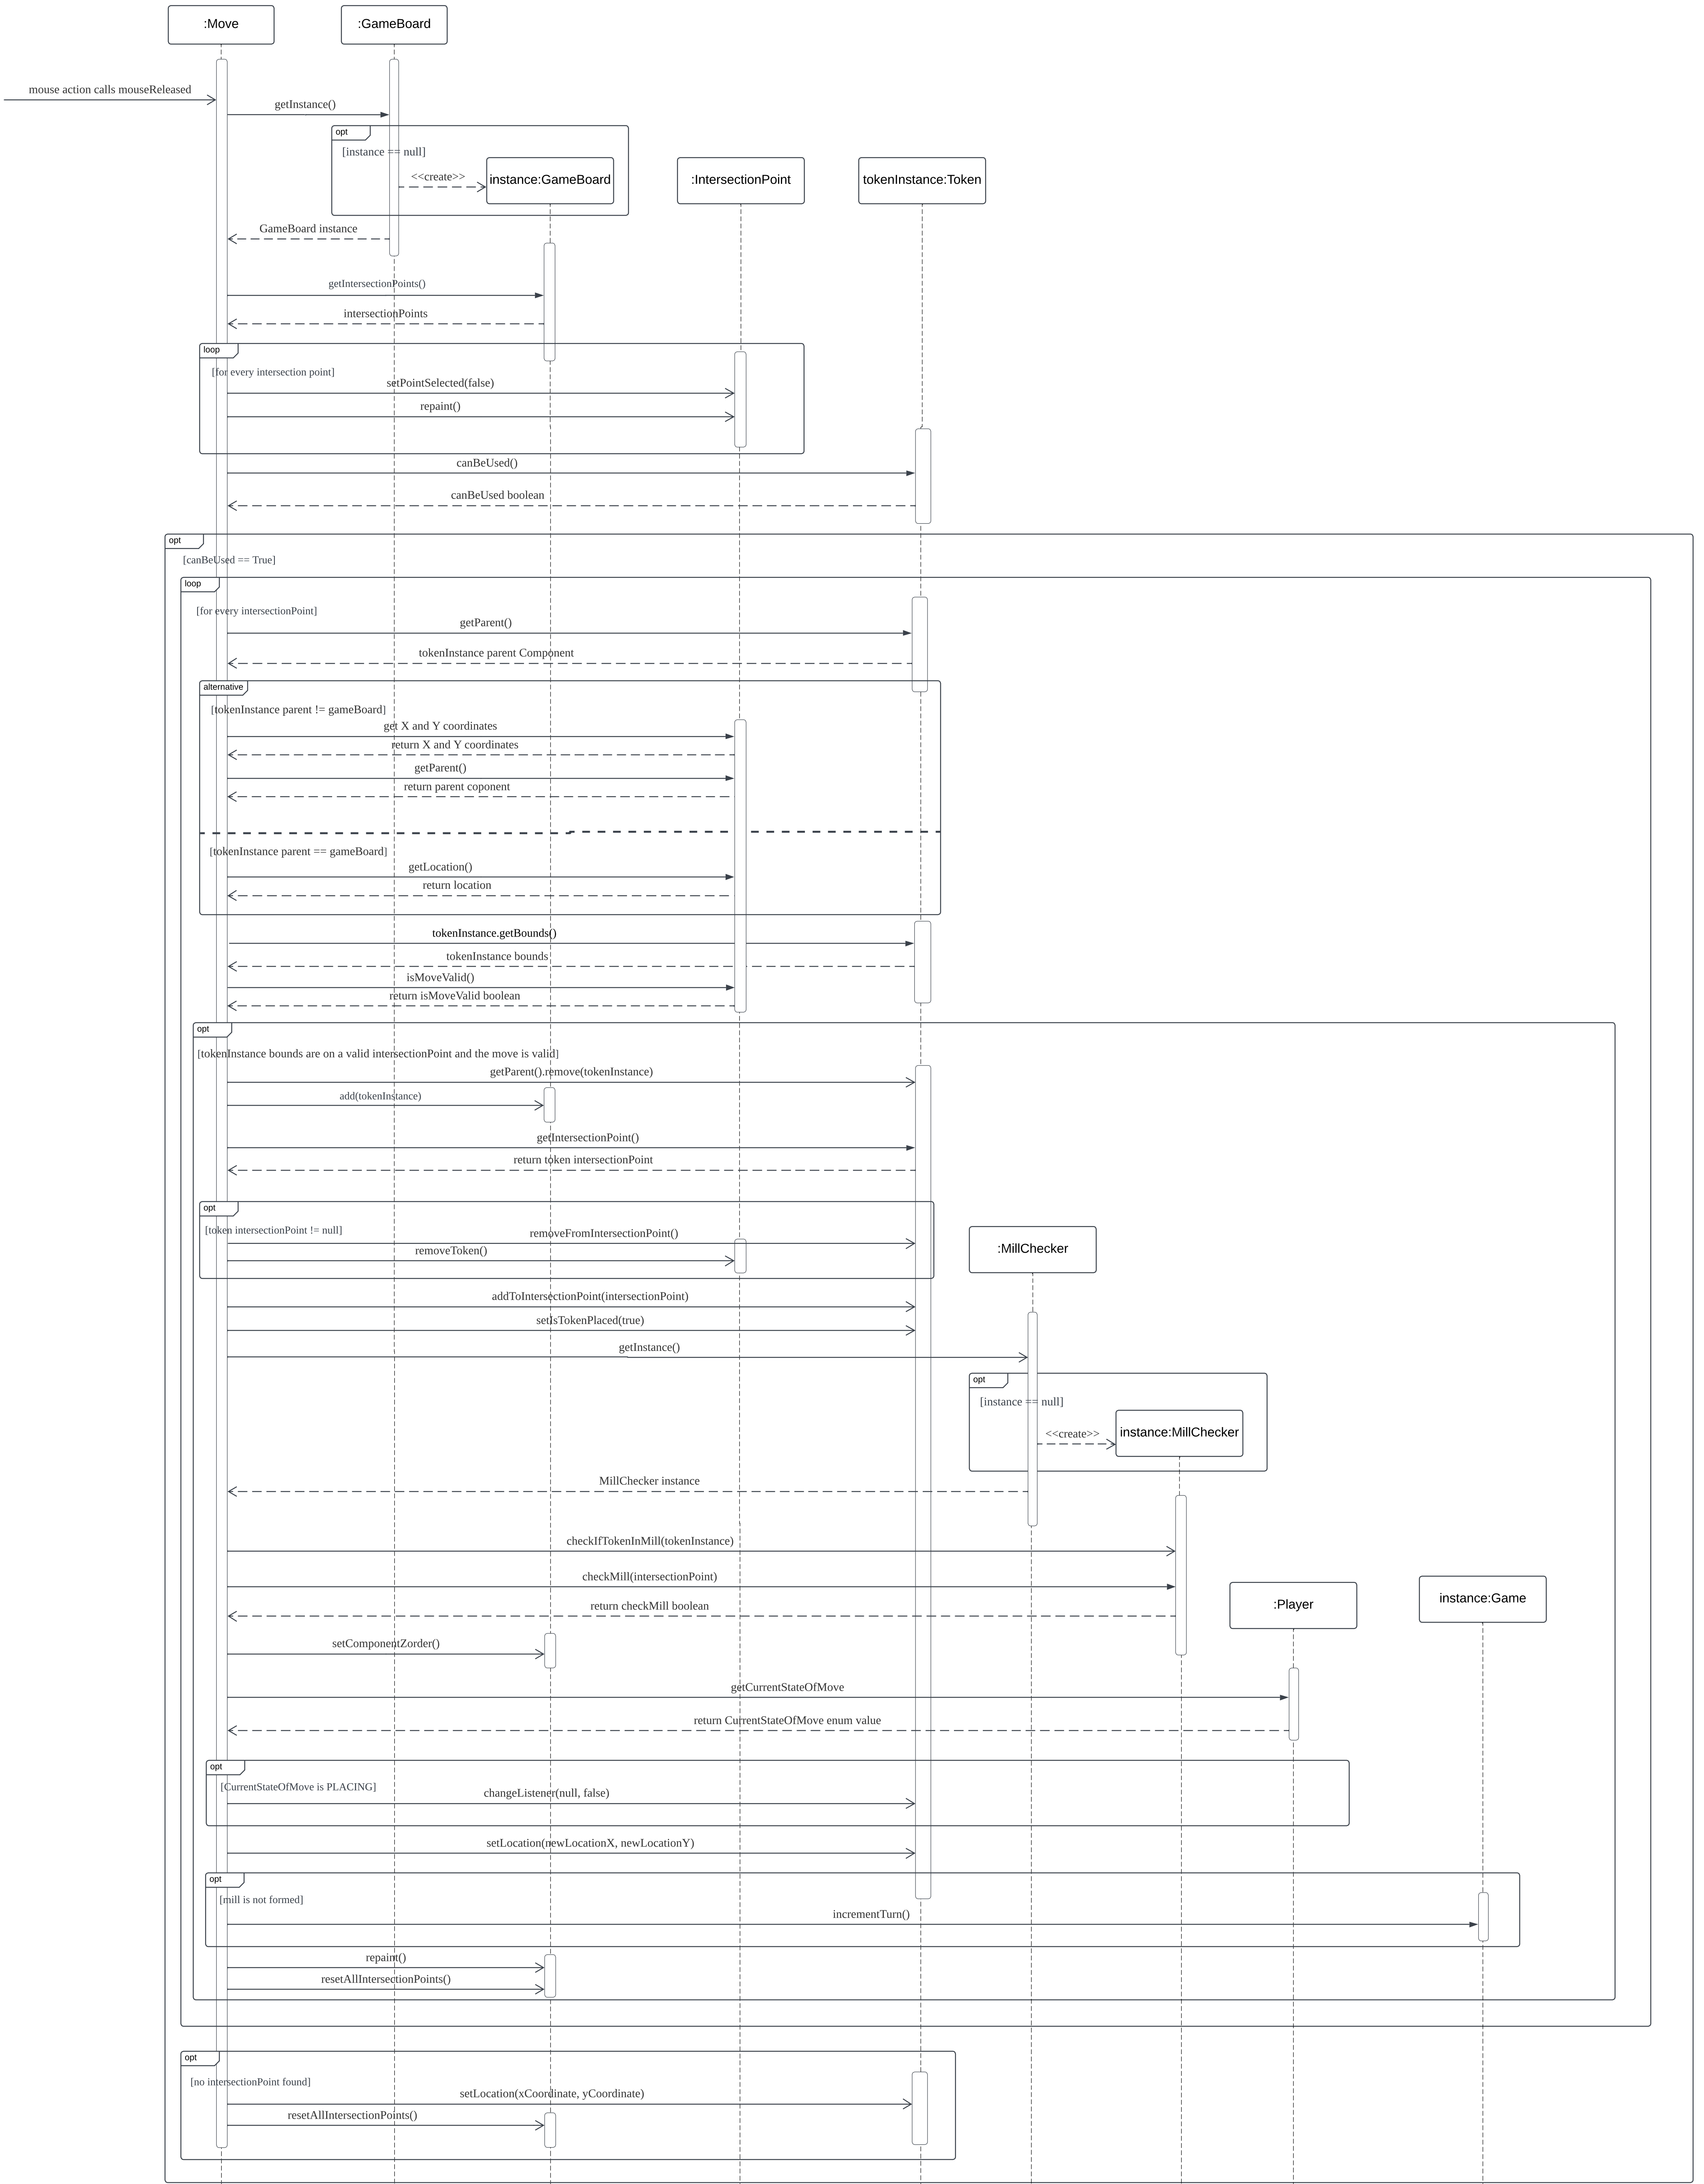 :Move
:GameBoard
mouse action calls mouseReleased
getInstance()
opt
[instance == null]
<<create>>
instance:GameBoard
:IntersectionPoint
tokenInstance:Token
GameBoard instance
getIntersectionPoints()
intersectionPoints
loop
[for every intersection point]
setPointSelected(false)
repaint()
canBeUsed()
canBeUsed boolean
opt
[canBeUsed == True]
loop
[for every intersectionPoint]
getParent()
tokenInstance parent Component
alternative
[tokenInstance parent != gameBoard]
get X and Y coordinates
return X and Y coordinates
getParent()
return parent coponent
[tokenInstance parent == gameBoard]
getLocation()
return location
tokenInstance.getBounds()
tokenInstance bounds
isMoveValid()
return isMoveValid boolean
opt
[tokenInstance bounds are on a valid intersectionPoint and the move is valid]
getParent().remove(tokenInstance)
add(tokenInstance)
getIntersectionPoint()
return token intersectionPoint
opt
[token intersectionPoint != null]
removeFromIntersectionPoint()
removeToken()
:MillChecker
addToIntersectionPoint(intersectionPoint)
setIsTokenPlaced(true)
getInstance()
opt
[instance == null]
<<create>>
instance:MillChecker
MillChecker instance
checkIfTokenInMill(tokenInstance)
checkMill(intersectionPoint)
return checkMill boolean
:Player
instance:Game
setComponentZorder()
getCurrentStateOfMove
return CurrentStateOfMove enum value
opt
[CurrentStateOfMove is PLACING]
changeListener(null, false)
setLocation(newLocationX, newLocationY)
opt
[mill is not formed]
incrementTurn()
repaint()
resetAllIntersectionPoints()
opt
[no intersectionPoint found]
setLocation(xCoordinate, yCoordinate)
resetAllIntersectionPoints()